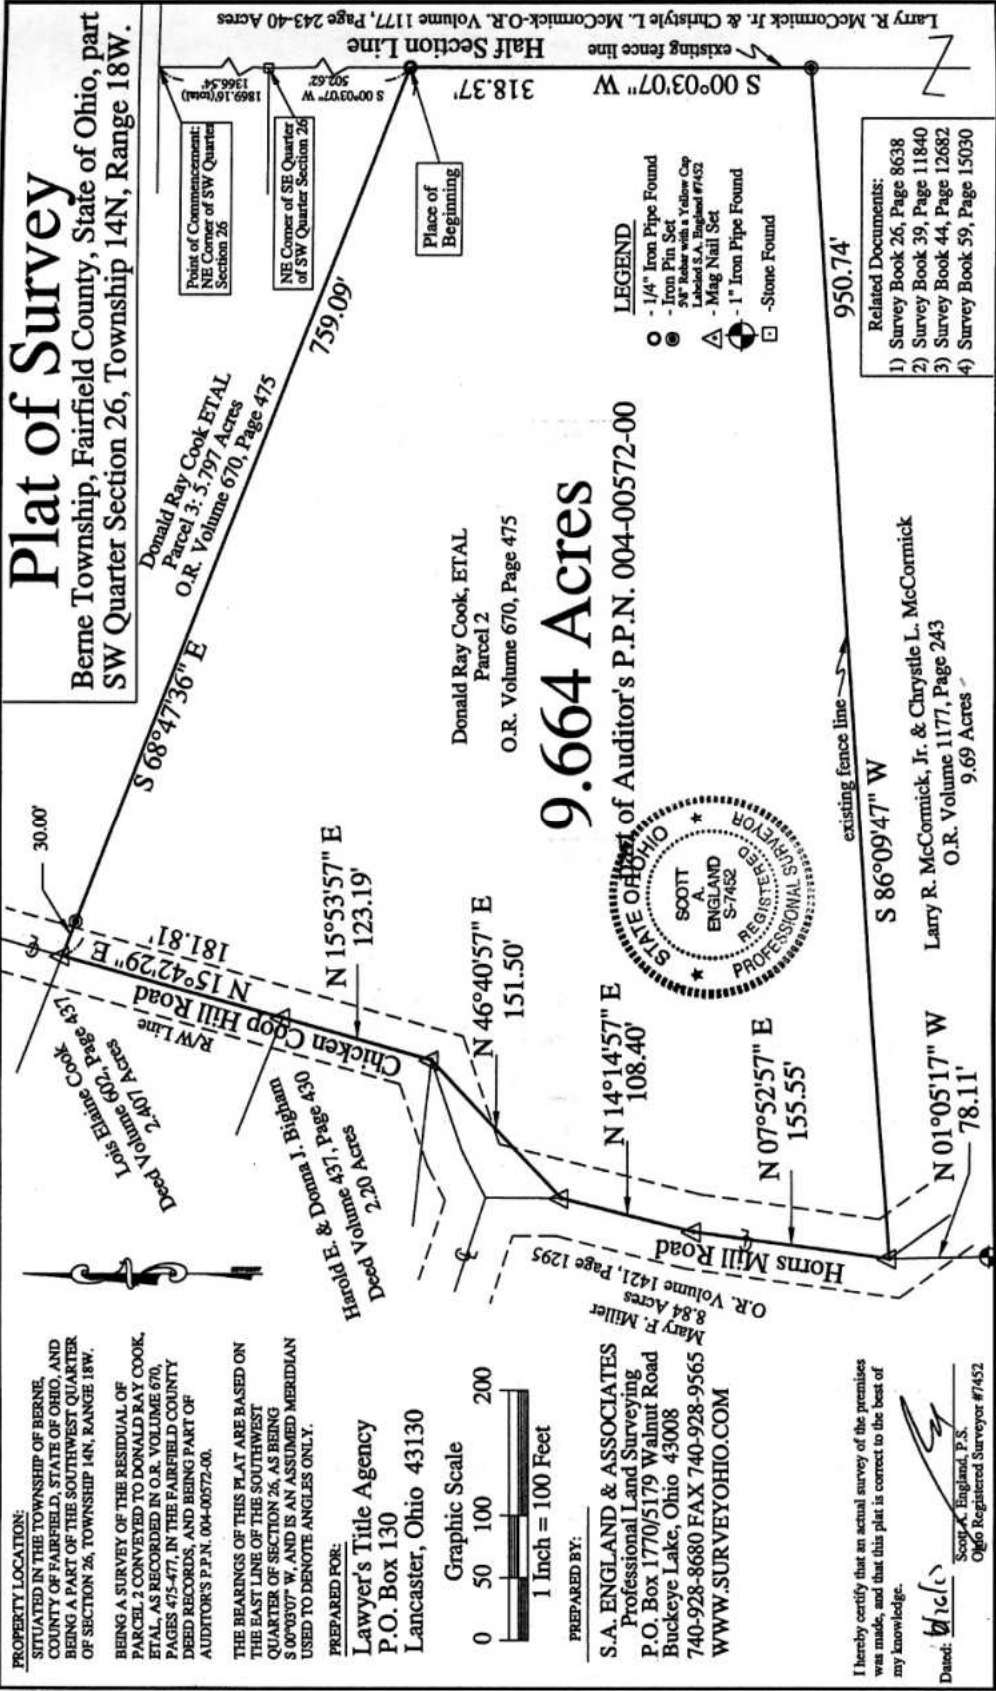 Plat of Survey
Berne Township, Fairfield County, State of Ohio, part
SW Quarter Section 26, Township 14N, Range 18W.
PROPERTY LOCATION:
SITUATED IN THE TOWNSHIP OF BERNE,
COUNTY OF FAIRFIELD, STATE OF OHIO, AND
BEING A PART OF THE SOUTHWEST QUARTER
OF SECTION 26, TOWNSHIP 14N, RANGE 18W.
BEING A SURVEY OF THE RESIDUAL OF
PARCEL 2 CONVEYED TO DONALD RAY COOK,
ETAL, AS RECORDED IN O.R. VOLUME 670,
PAGES 475-477, IN THE FAIRFIELD COUNTY
DEED RECORDS, AND BEING PART OF
AUDITOR'S P.P.N. 004-00572-00.
THE BEARINGS OF THIS PLAT ARE BASED ON
THE EAST LINE OF THE SOUTHWEST
QUARTER OF SECTION 26, AS BEING
S 00°03'07" W, AND IS AN ASSUMED MERIDIAN
USED TO DENOTE ANGLES ONLY.
PREPARED FOR:
Lawyer's Title Agency
P.O. Box 130
Lancaster, Ohio 43130
Graphic Scale
0 50 100 200
1 Inch = 100 Feet
PREPARED BY:
S.A. ENGLAND & ASSOCIATES
Professional Land Surveying
P.O. Box 1770/5179 Walnut Road
Buckeye Lake, Ohio 43008
740-928-8680 FAX 740-928-9565
WWW.SURVEYOHIO.COM
I hereby certify that an actual survey of the premises
was made, and that this plat is correct to the best of
my knowledge.
Dated:
Scott A. England, P.S.
Ohio Registered Surveyor #7452
Lois Elaine Cook
Deed Volume 602, Page 437
2.407 Acres
Harold E. & Donna J. Bigham
Deed Volume 437, Page 430
2.20 Acres
Mary F. Miller
8.84 Acres
O.R. Volume 1421, Page 1295
R/W Line
Chicken Coop Hill Road
Horns Mill Road
30.00'
N 15°42'29" E
181.81'
N 15°53'57" E
123.19'
N 46°40'57" E
151.50'
N 14°14'57" E
108.40'
N 07°52'57" E
155.55'
N 01°05'17" W
78.11'
S 68°47'36" E
759.09'
Donald Ray Cook ETAL
Parcel 3: 5.797 Acres
O.R. Volume 670, Page 475
Donald Ray Cook, ETAL
Parcel 2
O.R. Volume 670, Page 475
9.664 Acres
Part of Auditor's P.P.N. 004-00572-00
STATE OF OHIO
SCOTT
A.
ENGLAND
S-7452
REGISTERED
PROFESSIONAL SURVEYOR
existing fence line
S 86°09'47" W
950.74'
Larry R. McCormick, Jr. & Chrystle L. McCormick
O.R. Volume 1177, Page 243
9.69 Acres
Point of Commencement:
NE Corner of SW Quarter
Section 26
NE Corner of SE Quarter
of SW Quarter Section 26
Place of
Beginning
1869.16'(total)
1366.54'
S 00°03'07" W
502.62'
Half Section Line
318.37'
S 00°03'07" W
existing fence line
Larry R. McCormick Jr. & Christyle L. McCormick-O.R. Volume 1177, Page 243-40 Acres
LEGEND
- 1/4" Iron Pipe Found
- Iron Pin Set
5/8" Rebar with a Yellow Cap
Labeled S.A. England #7452
- Mag Nail Set
- 1" Iron Pipe Found
-Stone Found
Related Documents:
1) Survey Book 26, Page 8638
2) Survey Book 39, Page 11840
3) Survey Book 44, Page 12682
4) Survey Book 59, Page 15030